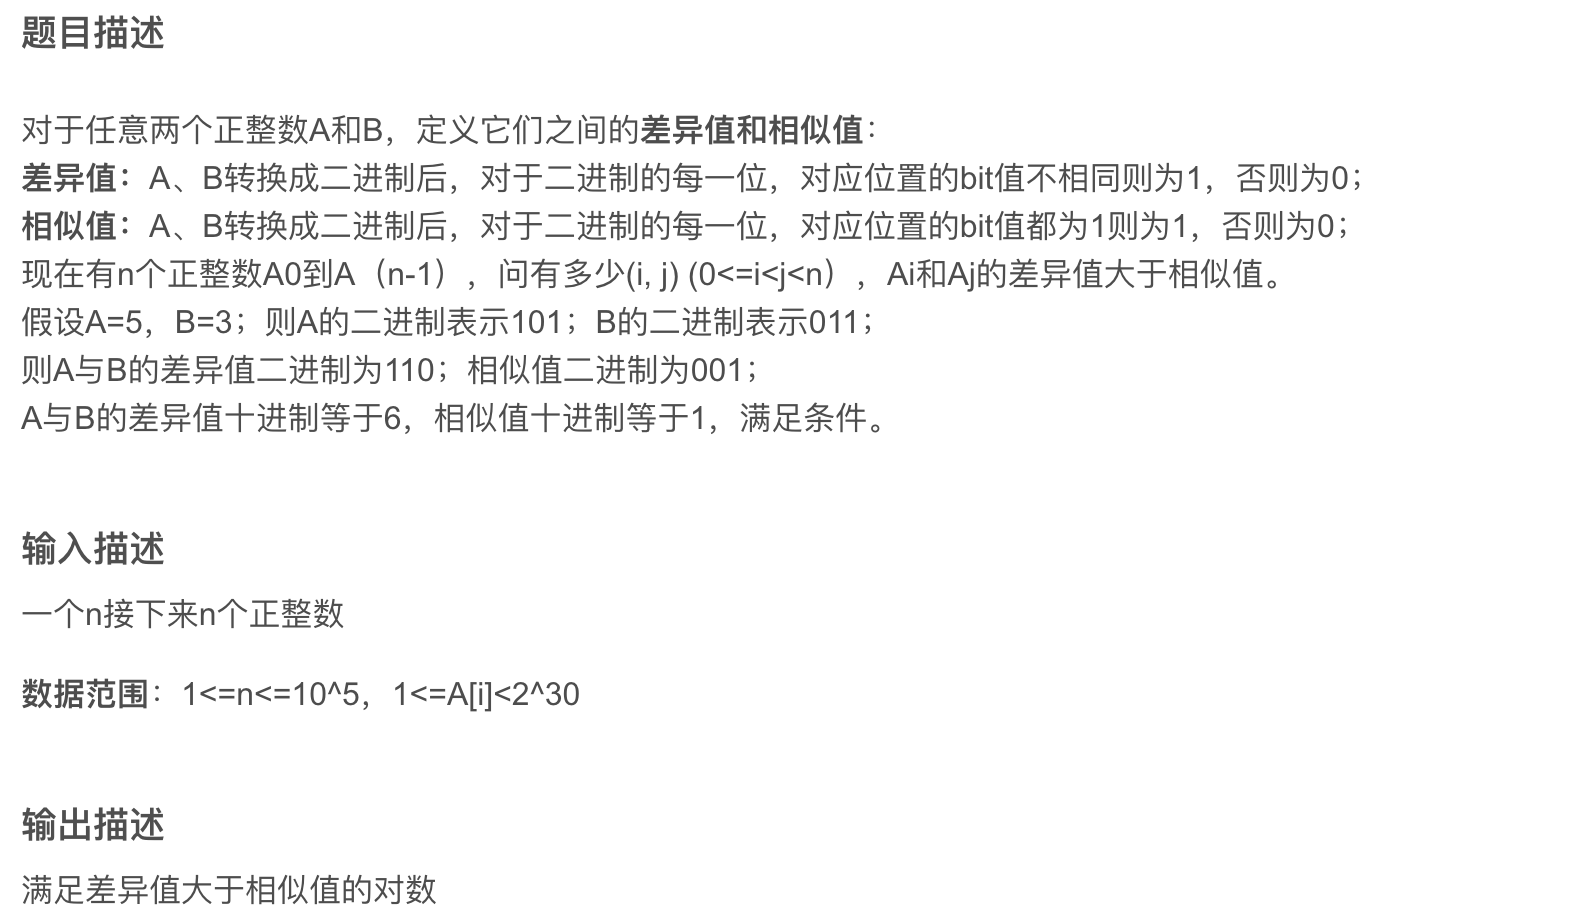 题目描述
对于任意两个正整数A和B，定义它们之间的差异值和相似值：
差异值：A、B转换成二进制后，对于二进制的每一位，对应位置的bit值不相同则为1，否则为0；
相似值：A、B转换成二进制后，对于二进制的每一位，对应位置的bit值都为1则为1，否则为0；
现在有n个正整数A0到A（n-1），问有多少(i, j) (0<=i<j<n），Ai和Aj的差异值大于相似值。
假设A=5，B=3；则A的二进制表示101；B的二进制表示011；
则A与B的差异值二进制为110；相似值二进制为001；
A与B的差异值十进制等于6，相似值十进制等于1，满足条件。
输入描述
一个n接下来n个正整数
数据范围：1<=n<=10^5，1<=A[i]<2^30
输出描述
满足差异值大于相似值的对数